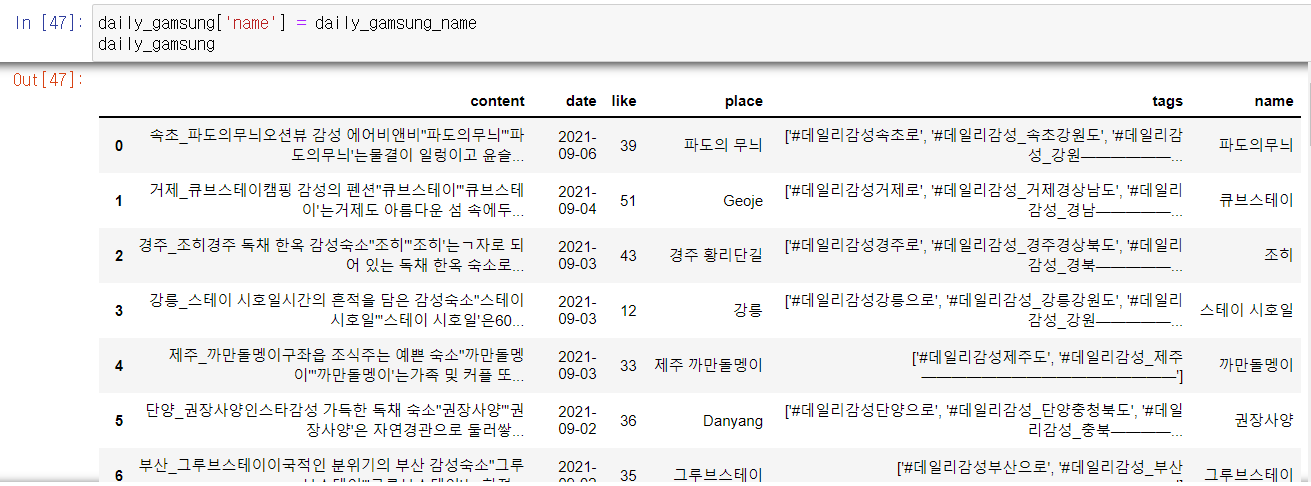 In [47]: daily_gamsung['name'] = daily_gamsung_name
daily_gamsung
Out[47]:
content date like place tags name
0 속초_파도의무늬오션뷰 감성 에어비앤비"파도의무늬"'파도의무늬'는물결이 일렁이고 윤슬... 2021-09-06 39 파도의 무늬 ['#데일리감성속초로', '#데일리감성_속초강원도', '#데일리감성_강원——————... 파도의무늬
1 거제_큐브스테이캠핑 감성의 펜션"큐브스테이"'큐브스테이'는거제도 아름다운 섬 속에두... 2021-09-04 51 Geoje ['#데일리감성거제로', '#데일리감성_거제경상남도', '#데일리감성_경남—————... 큐브스테이
2 경주_조히경주 독채 한옥 감성숙소"조히"'조히'는ㄱ자로 되어 있는 독채 한옥 숙소로... 2021-09-03 43 경주 황리단길 ['#데일리감성경주로', '#데일리감성_경주경상북도', '#데일리감성_경북—————... 조히
3 강릉_스테이 시호일시간의 흔적을 담은 감성숙소"스테이 시호일"'스테이 시호일'은60... 2021-09-03 12 강릉 ['#데일리감성강릉으로', '#데일리감성_강릉강원도', '#데일리감성_강원—————... 스테이 시호일
4 제주_까만돌멩이구좌읍 조식주는 예쁜 숙소"까만돌멩이"'까만돌멩이'는가족 및 커플 또... 2021-09-03 33 제주 까만돌멩이 ['#데일리감성제주도', '#데일리감성_제주—————————————————'] 까만돌멩이
5 단양_권장사양인스타감성 가득한 독채 숙소"권장사양"'권장사양'은 자연경관으로 둘러쌓... 2021-09-02 36 Danyang ['#데일리감성단양으로', '#데일리감성_단양충청북도', '#데일리감성_충북————... 권장사양
6 부산_그루브스테이이국적인 분위기의 부산 감성숙소"그루 2021- 35 그루브스테이 ['#데일리감성부산으로', '#데일리감성_부산 그루브스테이